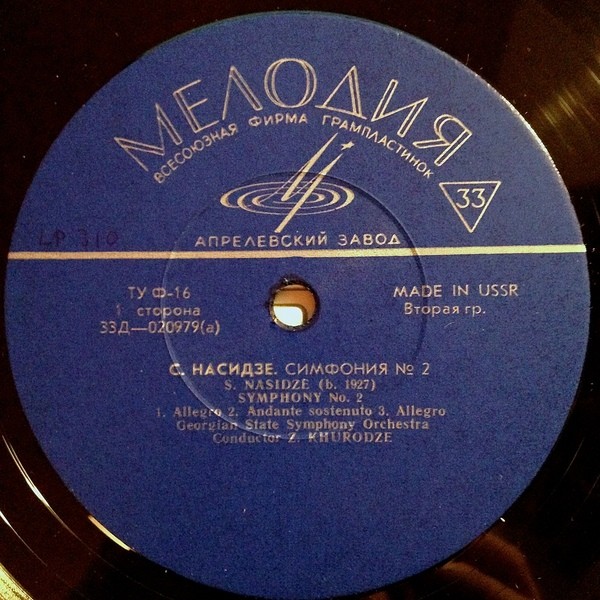 МЕЛОДИЯ
ВСЕСОЮЗНАЯ ФИРМА ГРАМПЛАСТИНОК
33
АПРЕЛЕВСКИЙ ЗАВОД
LP 310
ТУ Ф-16
1 сторона
33Д—020979(а)
MADE IN USSR
Вторая гр.
С. НАСИДЗЕ. СИМФОНИЯ № 2
S. NASIDZE (b. 1927)
SYMPHONY No. 2
1. Allegro 2. Andante sostenuto 3. Allegro
Georgian State Symphony Orchestra
Conductor Z. KHURODZE